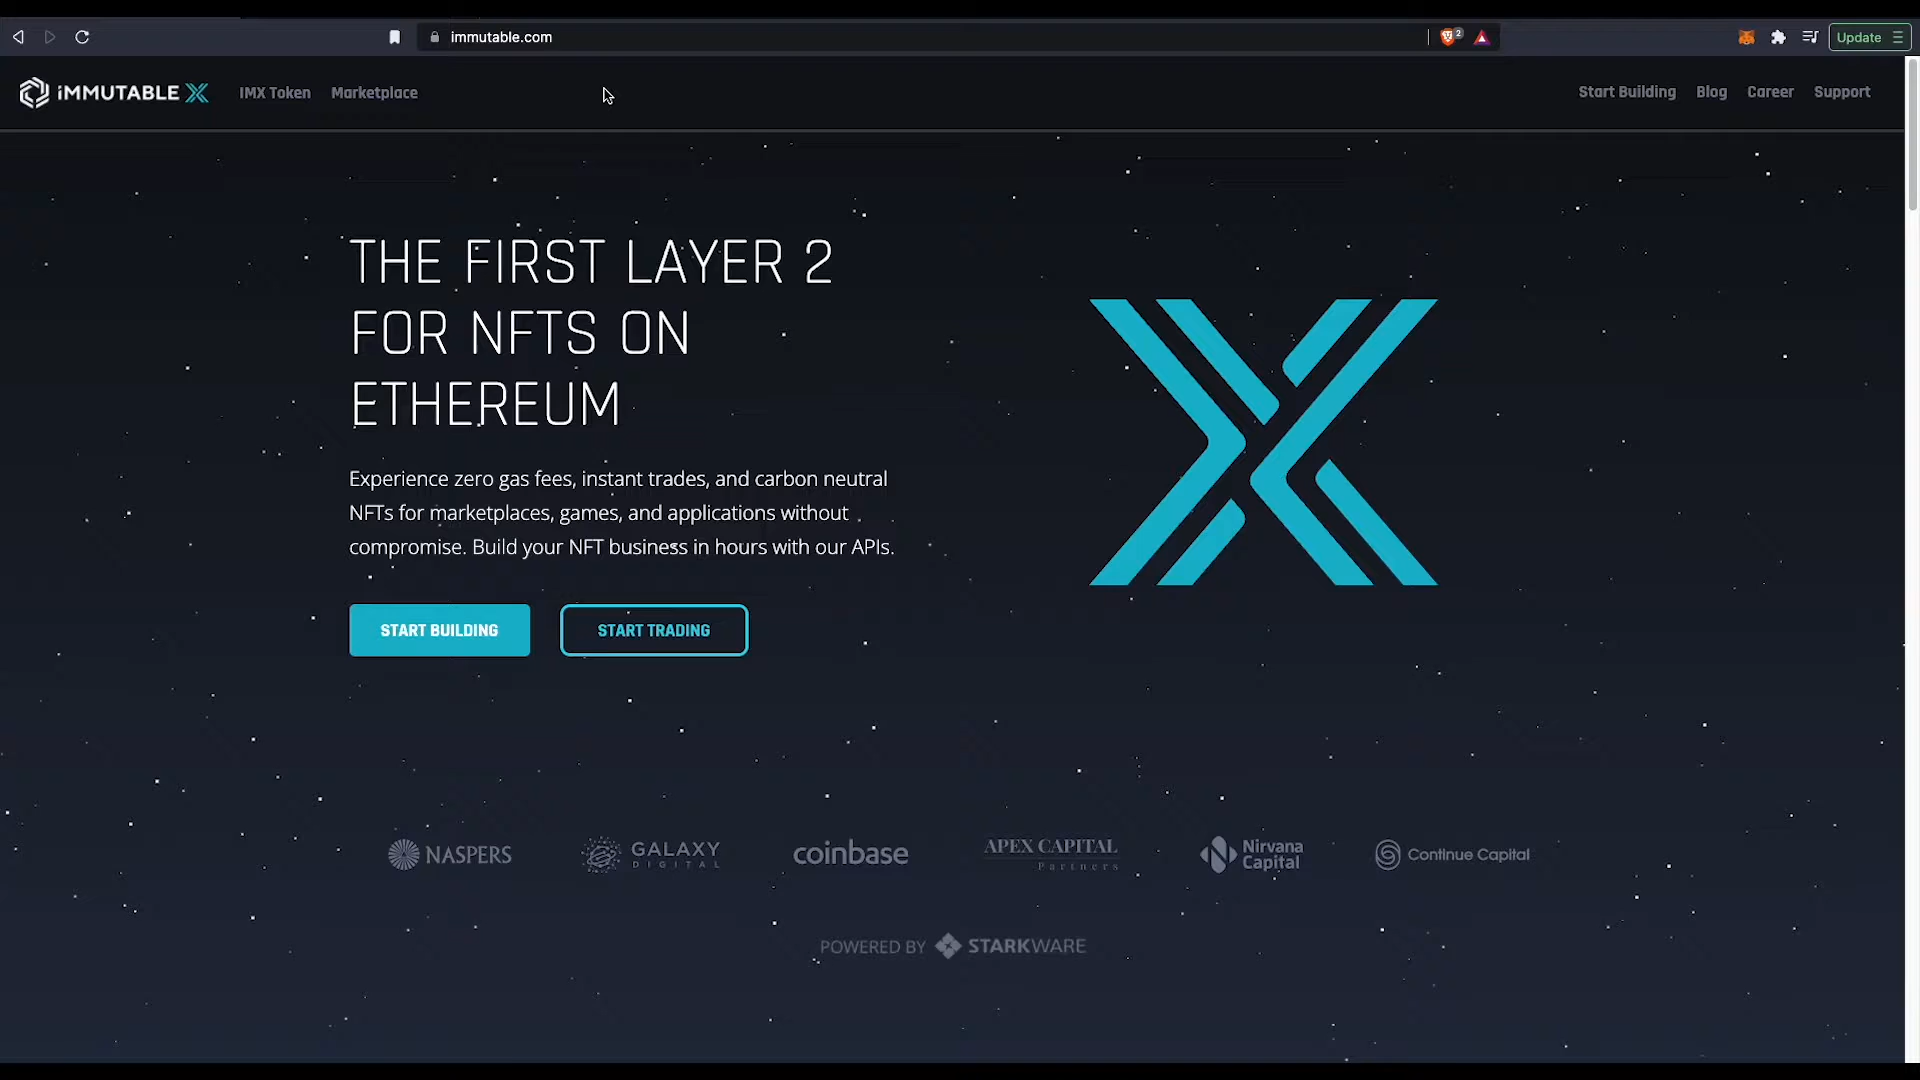 immutable.com
2
Update
IMMUTABLE X
IMX Token
Marketplace
Start Building
Blog
Career
Support
THE FIRST LAYER 2
FOR NFTS ON
ETHEREUM
Experience zero gas fees, instant trades, and carbon neutral
NFTs for marketplaces, games, and applications without
compromise. Build your NFT business in hours with our APIs.
START BUILDING
START TRADING
NASPERS
GALAXY
DIGITAL
coinbase
APEX CAPITAL
Partners
Nirvana
Capital
Continue Capital
POWERED BY STARKWARE